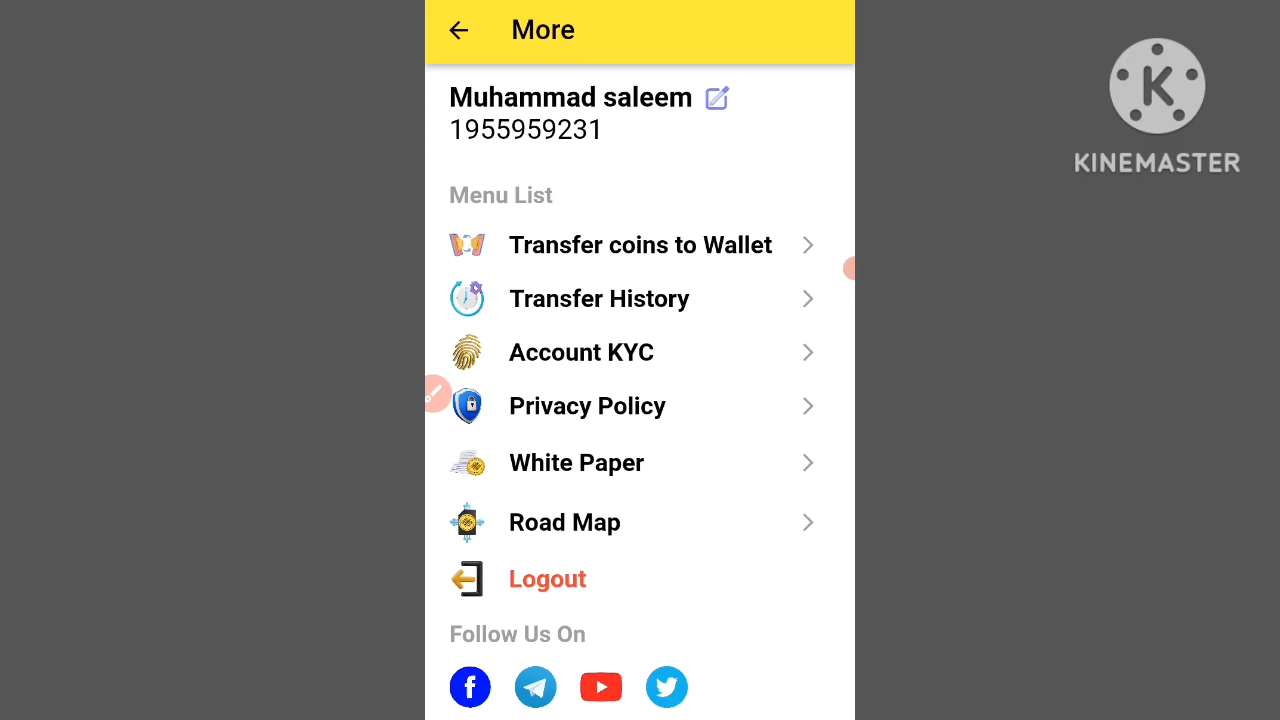 More
Muhammad saleem
1955959231
Menu List
Transfer coins to Wallet
Transfer History
Account KYC
Privacy Policy
White Paper
Road Map
Logout
Follow Us On
K
KINEMASTER